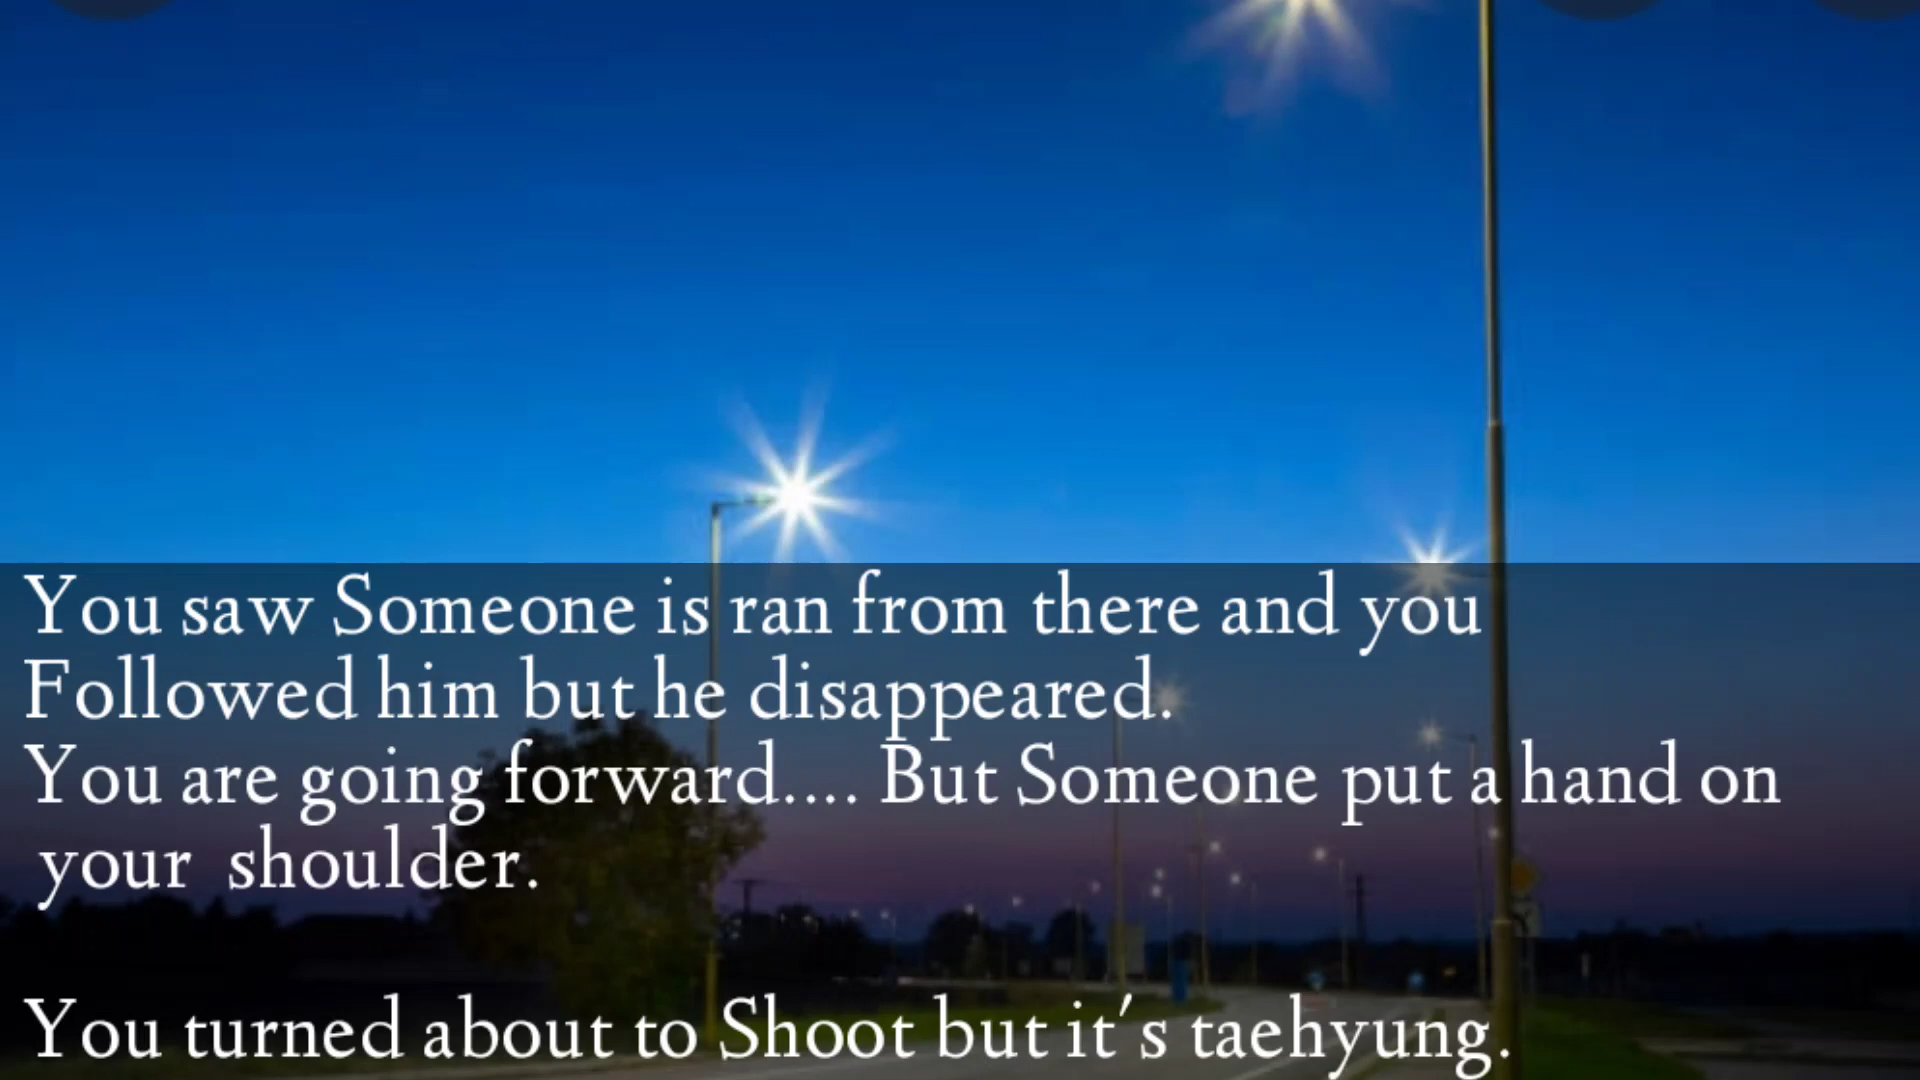 You saw Someone is ran from there and you
Followed him but he disappeared.
You are going forward.... But Someone put a hand on
your shoulder.
You turned about to Shoot but it's taehyung.